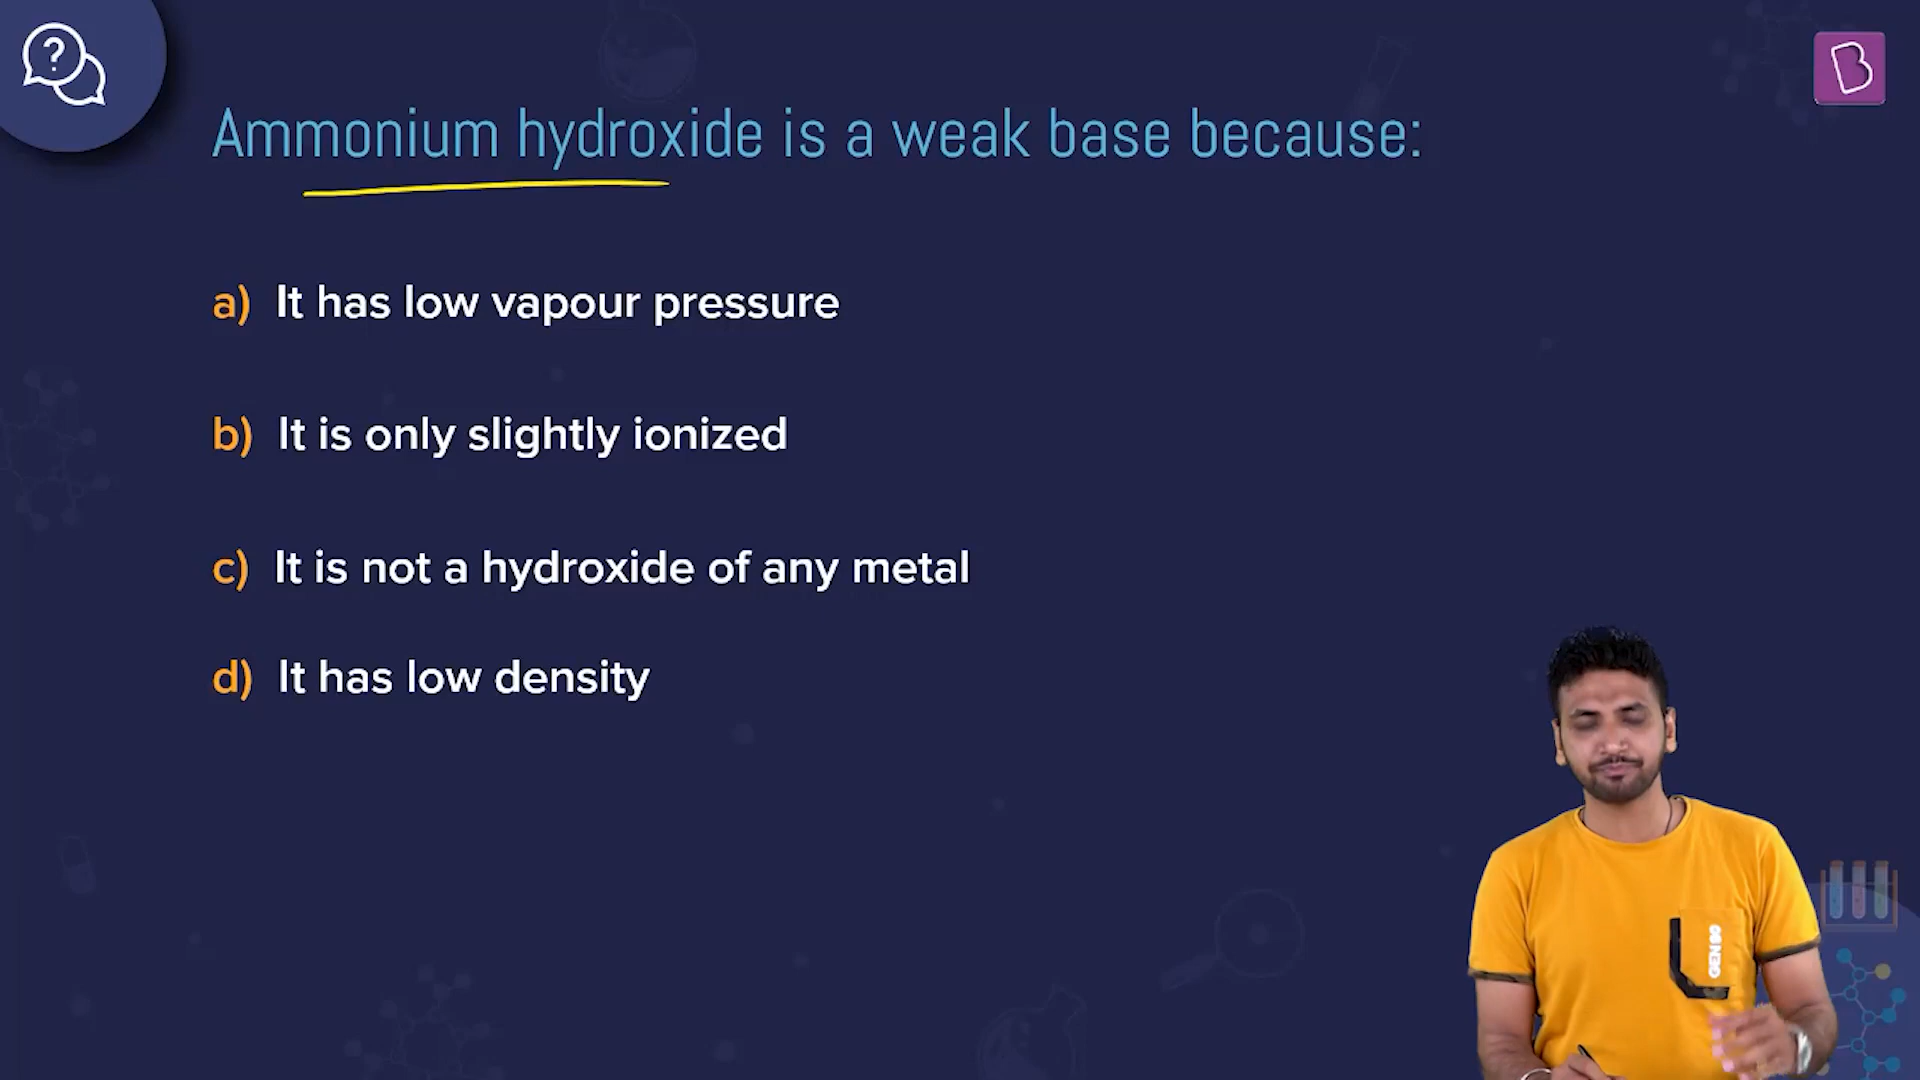 ?
B
Ammonium hydroxide is a weak base because:
a) It has low vapour pressure
b) It is only slightly ionized
c) It is not a hydroxide of any metal
d) It has low density
GENSO